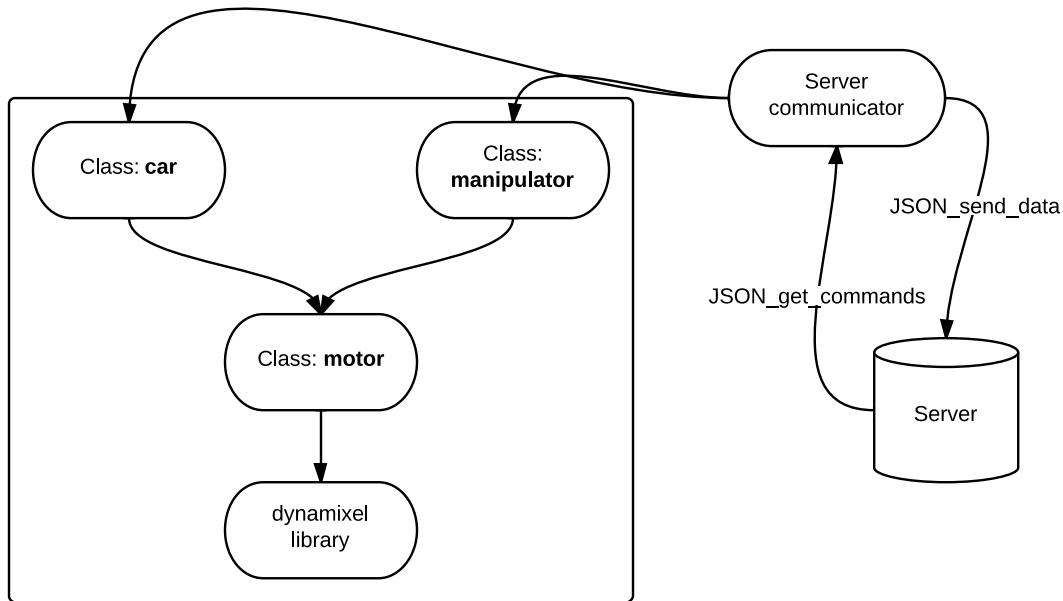 Server
communicator
Class: car
Class:
manipulator
JSON_send_data
JSON_get_commands
Class: motor
Server
dynamixel
library